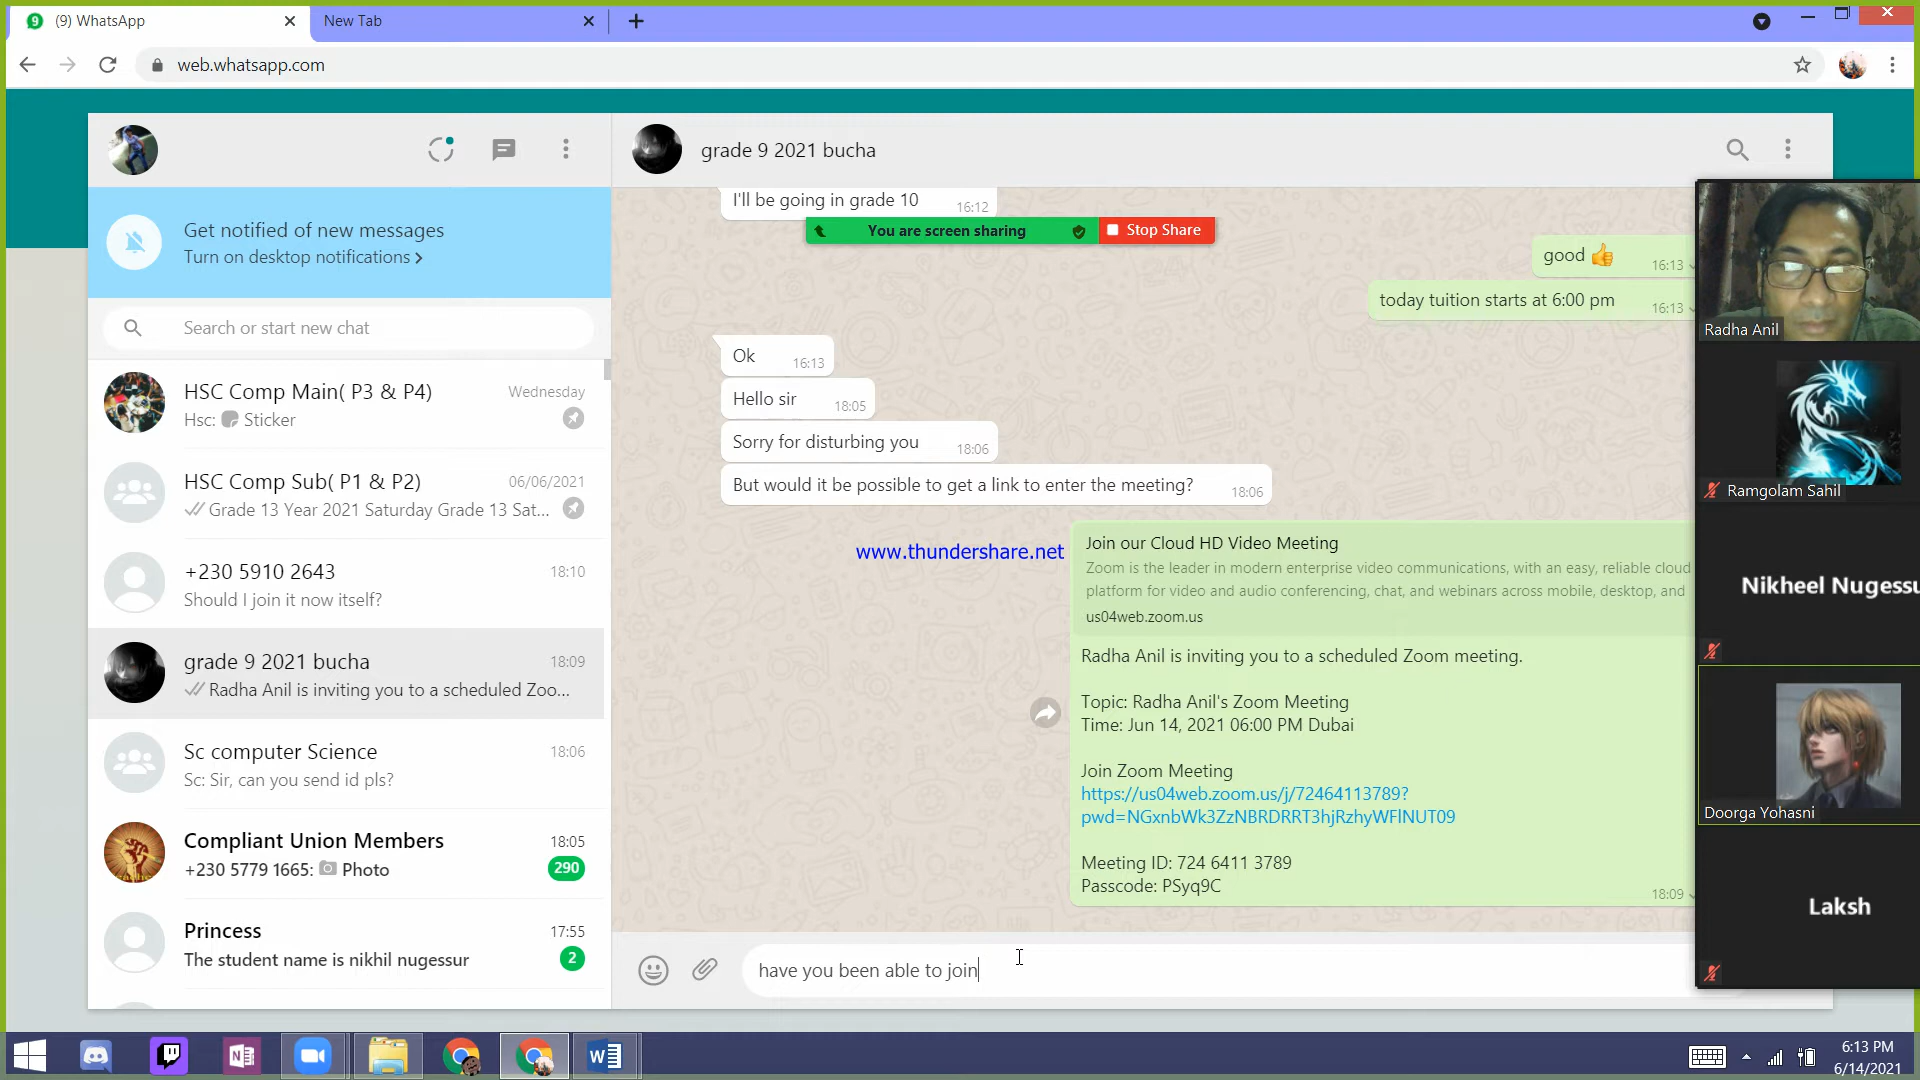 (9) WhatsApp
New Tab
web.whatsapp.com
grade 9 2021 bucha
Get notified of new messages
Turn on desktop notifications >
Search or start new chat
HSC Comp Main( P3 & P4)
Wednesday
Hsc: Sticker
HSC Comp Sub( P1 & P2)
06/06/2021
Grade 13 Year 2021 Saturday Grade 13 Sat...
+230 5910 2643
18:10
Should I join it now itself?
grade 9 2021 bucha
18:09
Radha Anil is inviting you to a scheduled Zoo...
Sc computer Science
18:06
Sc: Sir, can you send id pls?
Compliant Union Members
18:05
+230 5779 1665: Photo
290
Princess
17:55
The student name is nikhil nugessur
2
I'll be going in grade 10
16:12
You are screen sharing
Stop Share
good 👍
16:13
today tuition starts at 6:00 pm
16:13
Ok
16:13
Hello sir
18:05
Sorry for disturbing you
18:06
But would it be possible to get a link to enter the meeting?
18:06
www.thundershare.net
Join our Cloud HD Video Meeting
Zoom is the leader in modern enterprise video communications, with an easy, reliable cloud
platform for video and audio conferencing, chat, and webinars across mobile, desktop, and
us04web.zoom.us
Radha Anil is inviting you to a scheduled Zoom meeting.
Topic: Radha Anil's Zoom Meeting
Time: Jun 14, 2021 06:00 PM Dubai
Join Zoom Meeting
https://us04web.zoom.us/j/72464113789?
pwd=NGxnbWk3ZzNBRDRRT3hjRzhyWFlNUT09
Meeting ID: 724 6411 3789
Passcode: PSyq9C
18:09
have you been able to join
Radha Anil
Ramgolam Sahil
Nikheel Nugessu
Doorga Yohasni
Laksh
6:13 PM
6/14/2021